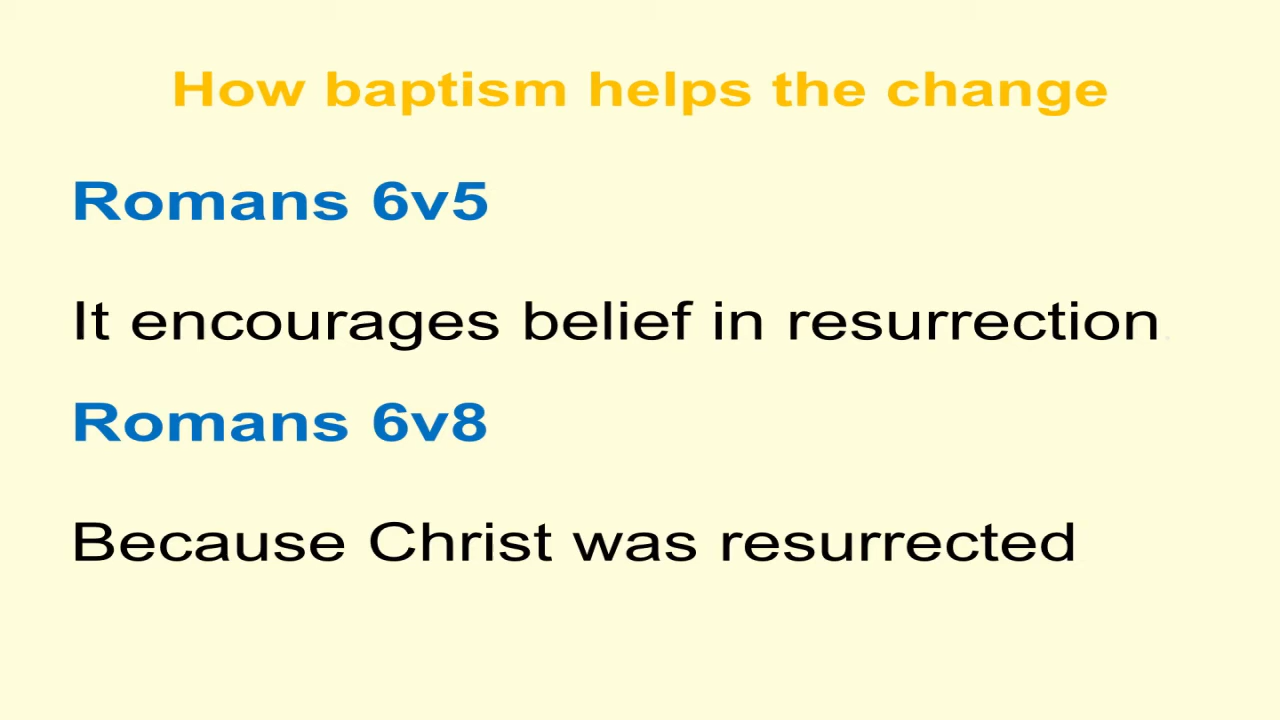 How baptism helps the change
Romans 6v5
It encourages belief in resurrection.
Romans 6v8
Because Christ was resurrected